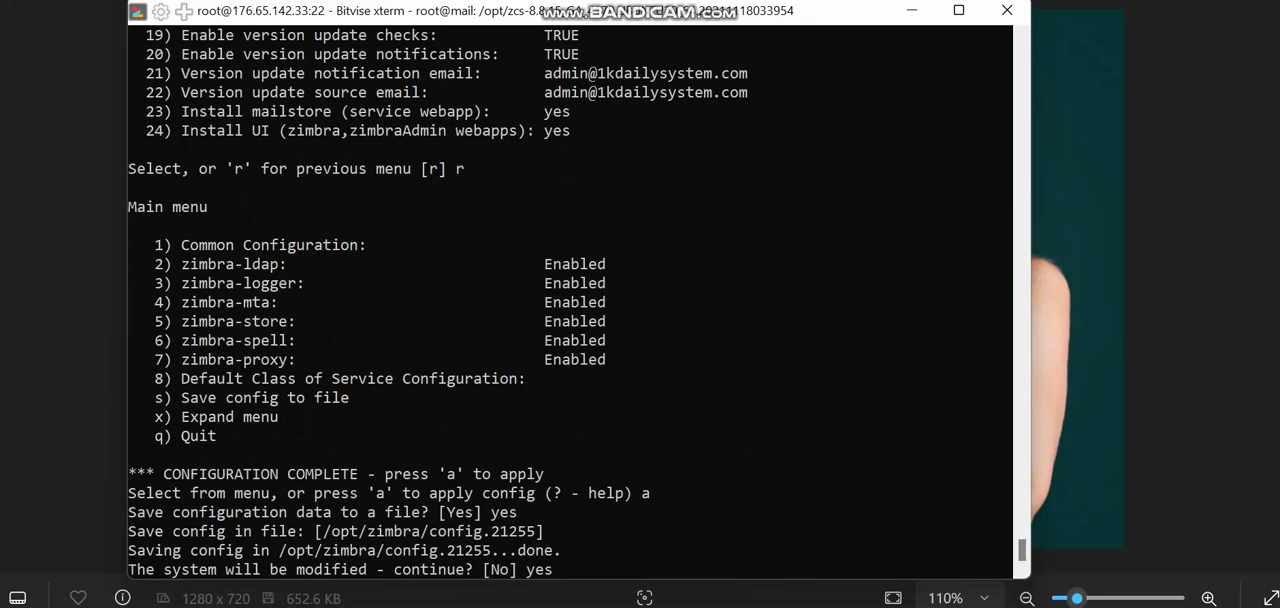 root@176.65.142.33:22 - Bitvise xterm - root@mail: /opt/zcs-8.8.15
www.BANDICAM.com
20211118033954
19) Enable version update checks: TRUE
20) Enable version update notifications: TRUE
21) Version update notification email: admin@1kdailysystem.com
22) Version update source email: admin@1kdailysystem.com
23) Install mailstore (service webapp): yes
24) Install UI (zimbra,zimbraAdmin webapps): yes
Select, or 'r' for previous menu [r] r
Main menu
1) Common Configuration:
2) zimbra-ldap: Enabled
3) zimbra-logger: Enabled
4) zimbra-mta: Enabled
5) zimbra-store: Enabled
6) zimbra-spell: Enabled
7) zimbra-proxy: Enabled
8) Default Class of Service Configuration:
s) Save config to file
x) Expand menu
q) Quit
*** CONFIGURATION COMPLETE - press 'a' to apply
Select from menu, or press 'a' to apply config (? - help) a
Save configuration data to a file? [Yes] yes
Save config in file: [/opt/zimbra/config.21255]
Saving config in /opt/zimbra/config.21255...done.
The system will be modified - continue? [No] yes
1280 x 720 652.6 KB 110%